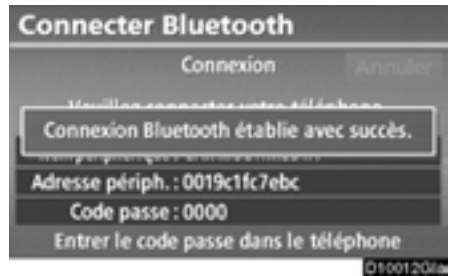 Connecter Bluetooth
Connexion
Annuler
Veuillez connecter votre téléphone
Connexion Bluetooth établie avec succès.
Adresse périph. : 0019c1fc7ebc
Code passe : 0000
Entrer le code passe dans le téléphone